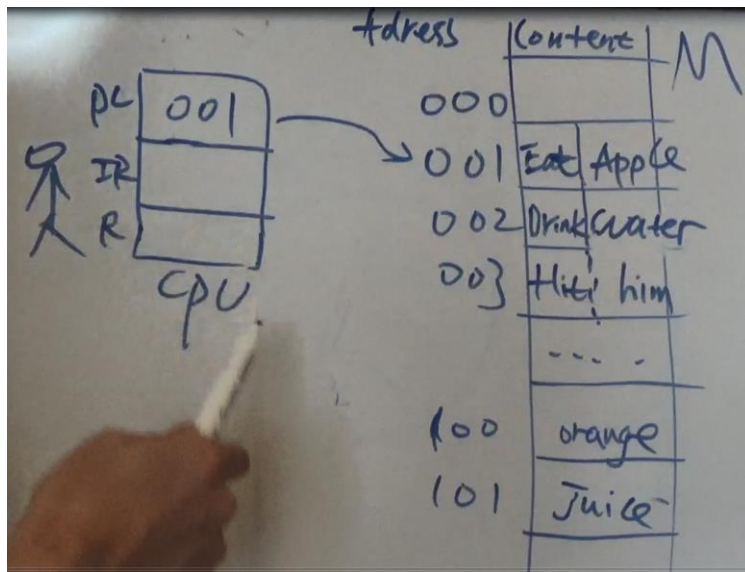 Adress Content M
PC 001 000
001 Eat Apple
IR
002 Drink Water
R
003 Hit him
CPU
---- .
100 orange
101 Juice